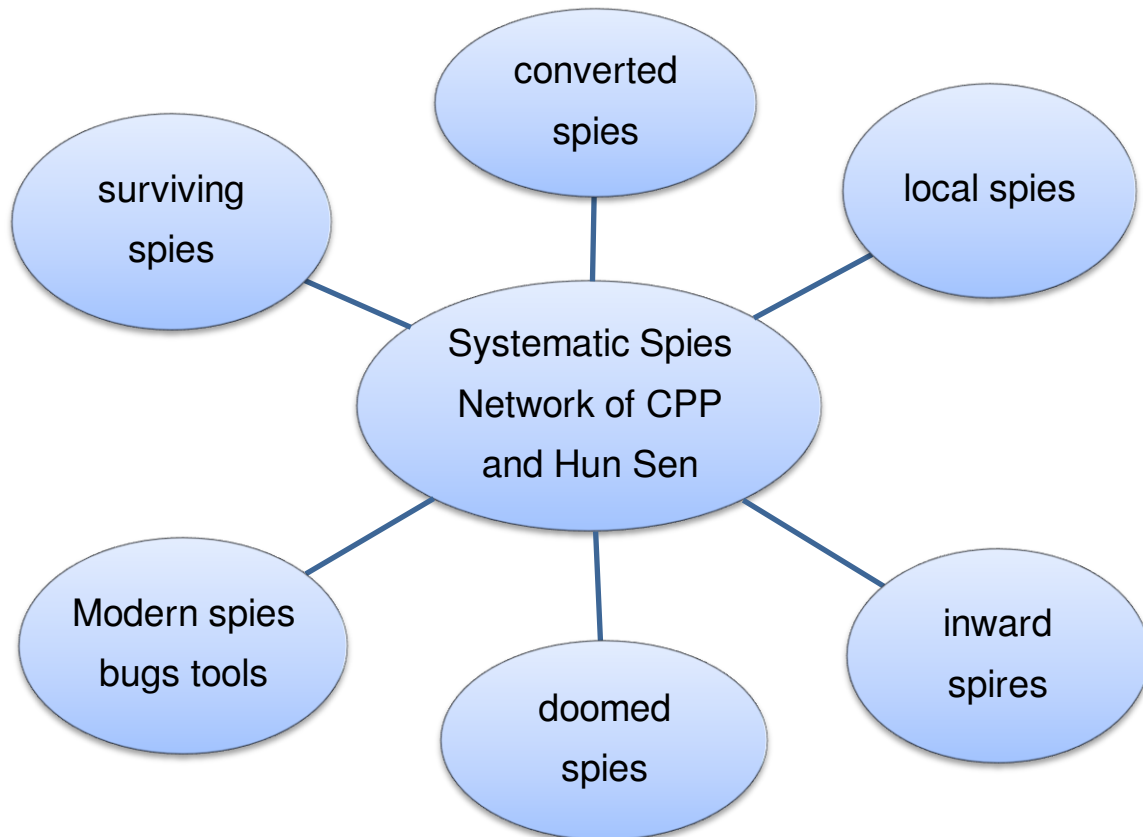 converted
spies
surviving
spies
local spies
Systematic Spies
Network of CPP
and Hun Sen
Modern spies
bugs tools
inward
spires
doomed
spies